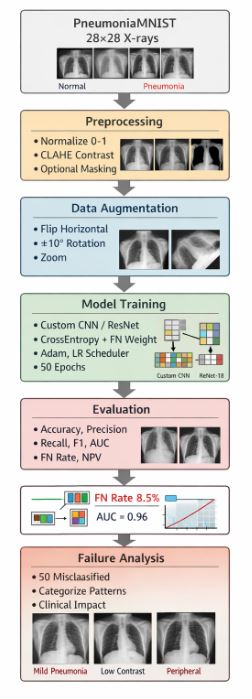 PneumoniaMNIST
28×28 X-rays
Normal
Pneumonia
Preprocessing
• Normalize 0-1
• CLAHE Contrast
• Optional Masking
Data Augmentation
• Flip Horizontal
• ±10° Rotation
• Zoom
Model Training
• Custom CNN / ResNet
• CrossEntropy + FN Weight
• Adam, LR Scheduler
• 50 Epochs
Custom CNN
ReNet-18
Evaluation
• Accuracy, Precision
• Recall, F1, AUC
• FN Rate, NPV
FN Rate 8.5%
AUC = 0.96
Failure Analysis
• 50 Misclaasified
• Categorize Patterns
• Clinical Impact
Mild Pneumonia
Low Contrast
Peripheral